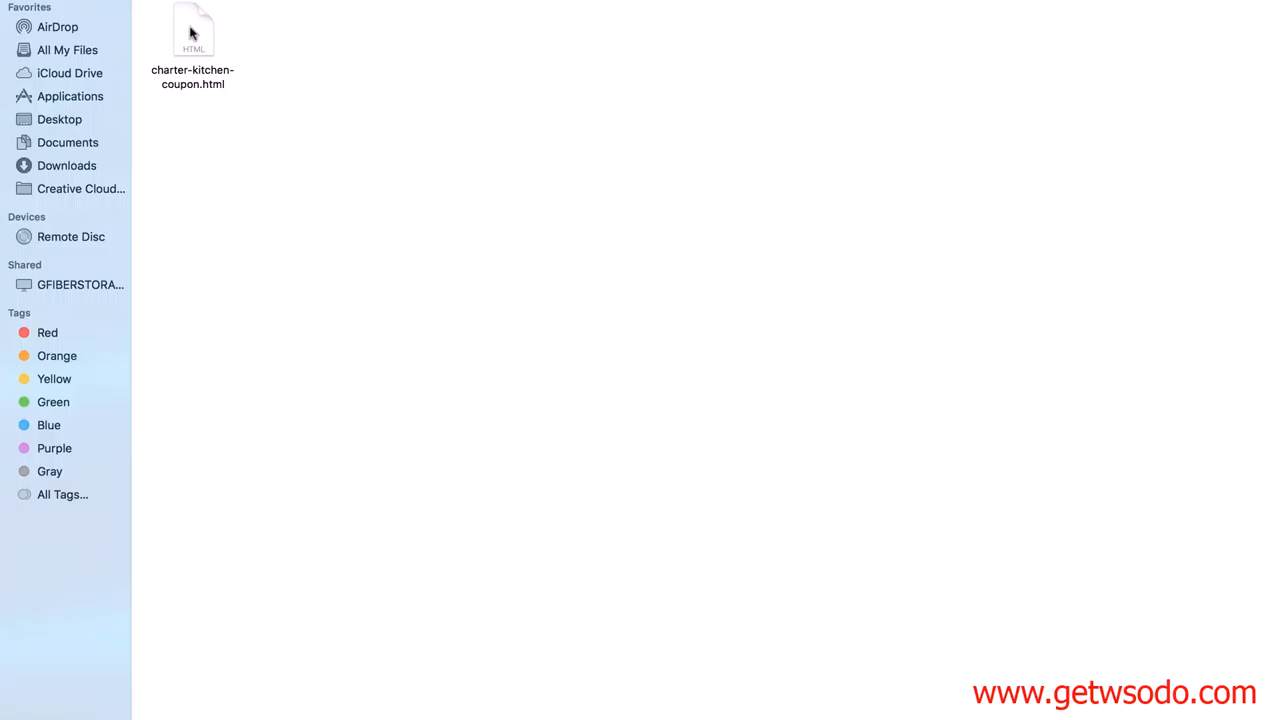 Favorites
AirDrop
All My Files
iCloud Drive
Applications
Desktop
Documents
Downloads
Creative Cloud...
Devices
Remote Disc
Shared
GFIBERSTORA...
Tags
Red
Orange
Yellow
Green
Blue
Purple
Gray
All Tags...
HTML
charter-kitchen-
coupon.html
www.getwsodo.com